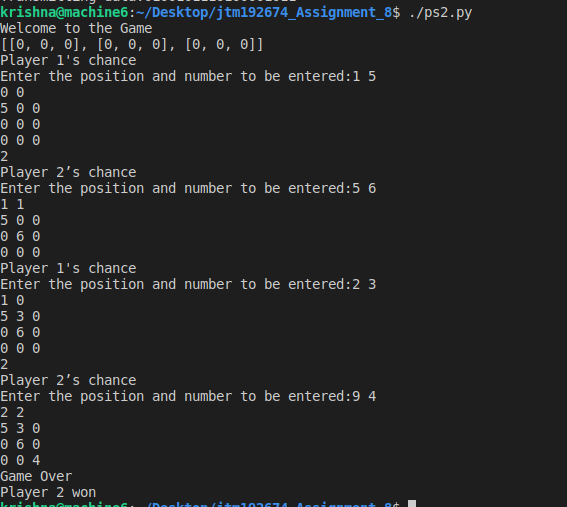 krishna@machine6:~/Desktop/jtm192674_Assignment_8$ ./ps2.py
Welcome to the Game
[[0, 0, 0], [0, 0, 0], [0, 0, 0]]
Player 1's chance
Enter the position and number to be entered:1 5
0 0
5 0 0
0 0 0
0 0 0
2
Player 2’s chance
Enter the position and number to be entered:5 6
1 1
5 0 0
0 6 0
0 0 0
Player 1's chance
Enter the position and number to be entered:2 3
1 0
5 3 0
0 6 0
0 0 0
2
Player 2’s chance
Enter the position and number to be entered:9 4
2 2
5 3 0
0 6 0
0 0 4
Game Over
Player 2 won
krishna@machine6:~/Desktop/jtm192674_Assignment_8$